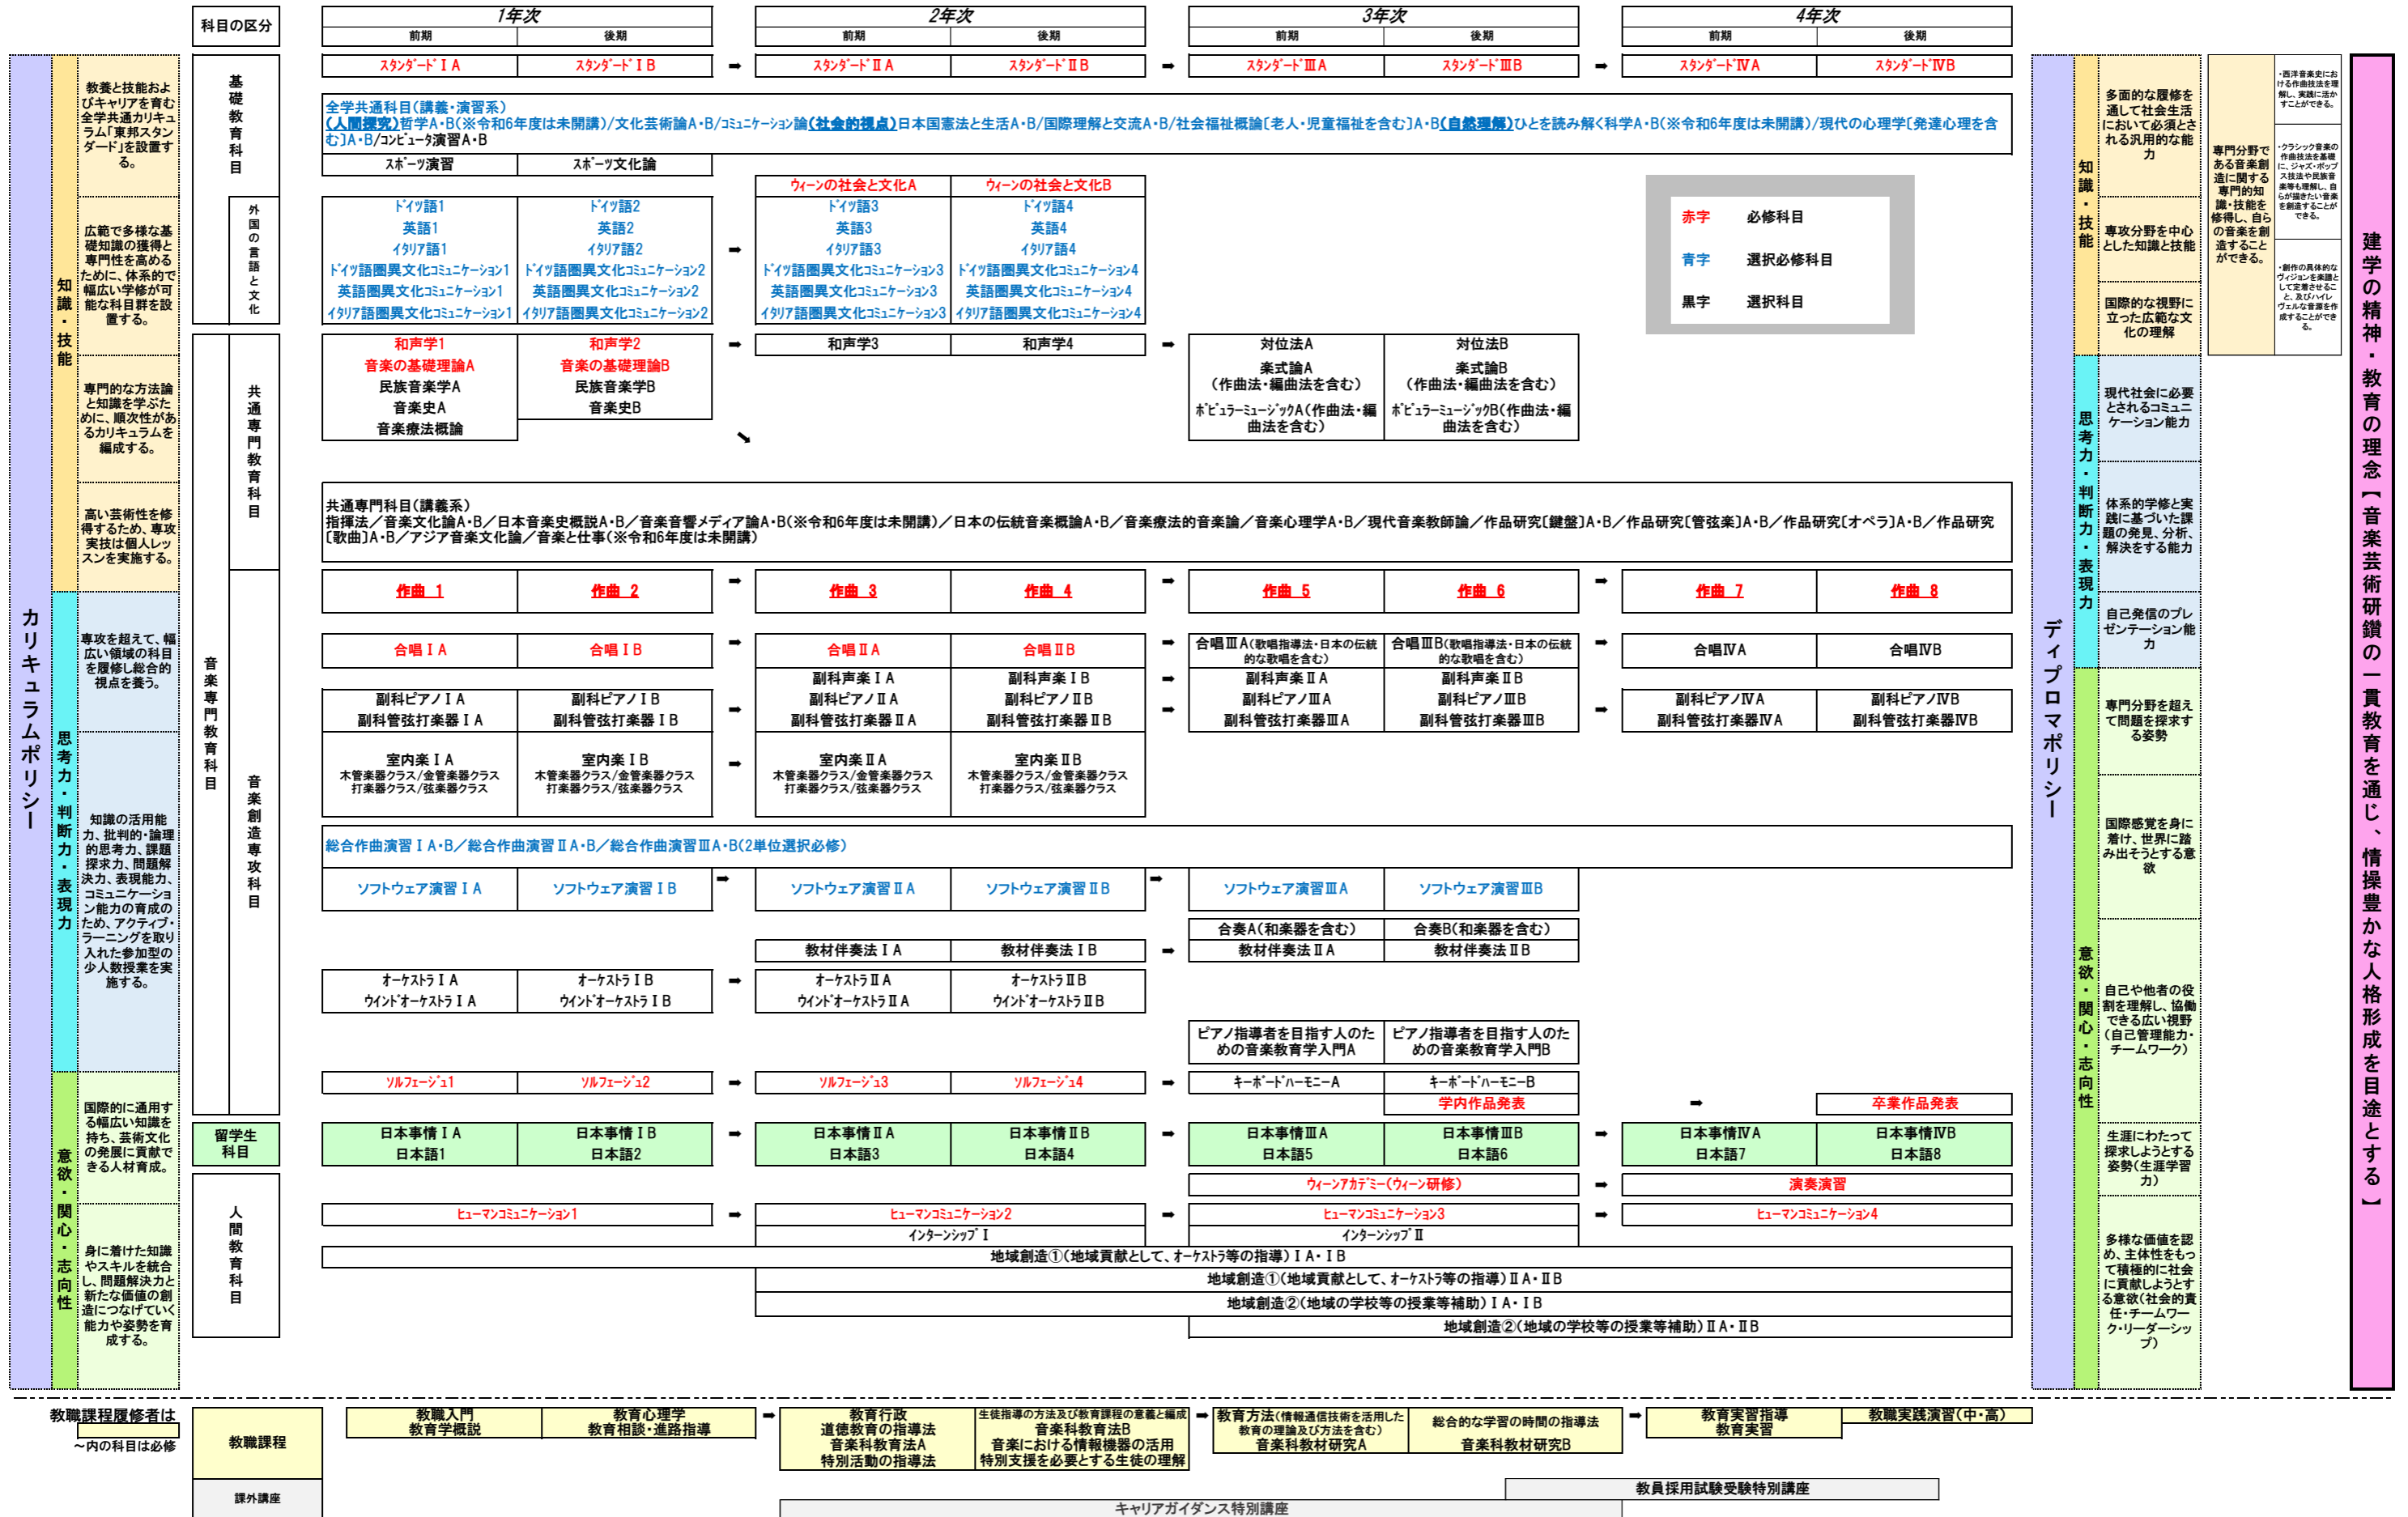 科目の区分
1年次
2年次
3年次
4年次
前期
後期
前期
後期
前期
後期
前期
後期
カリキュラムポリシー
知識・技能
教養と技能およ
びキャリアを育む
全学共通カリキュ
ラム「東邦スタン
ダード」を設置す
る。
広範で多様な基
礎知識の獲得と
専門性を高める
ために、体系的で
幅広い学修が可
能な科目群を設
置する。
専門的な方法論
と知識を学ぶた
めに、順次性があ
るカリキュラムを
編成する。
高い芸術性を修
得するため、専攻
実技は個人レッ
スンを実施する。
思考力・判断力・表現力
専攻を超えて、幅
広い領域の科目
を履修し総合的
視点を養う。
知識の活用能
力、批判的・論理
的思考力、課題
探求力、問題解
決力、表現能力、
コミュニケーショ
ン能力の育成の
ため、アクティブ・
ラーニングを取り
入れた参加型の
少人数授業を実
施する。
意欲・関心・志向性
国際的に通用す
る幅広い知識を
持ち、芸術文化
の発展に貢献で
きる人材育成。
身に着けた知識
やスキルを統合
し、問題解決力と
新たな価値の創
造につなげていく
能力や姿勢を育
成する。
基礎教育科目
スタンダードⅠA
スタンダードⅠB
➡
スタンダードⅡA
スタンダードⅡB
➡
スタンダードⅢA
スタンダードⅢB
➡
スタンダードⅣA
スタンダードⅣB
全学共通科目(講義・演習系)
(人間探究)哲学A・B(※令和6年度は未開講)/文化芸術論A・B/コミュニケーション論(社会的視点)日本国憲法と生活A・B/国際理解と交流A・B/社会福祉概論〔老人・児童福祉を含む〕A・B(自然理解)ひとを読み解く科学A・B(※令和6年度は未開講)/現代の心理学〔発達心理を含
む〕A・B/コンピュータ演習A・B
スポーツ演習
スポーツ文化論
ウィーンの社会と文化A
ウィーンの社会と文化B
外国の言語と文化
ドイツ語1
ドイツ語2
ドイツ語3
ドイツ語4
英語1
英語2
英語3
英語4
イタリア語1
イタリア語2
➡
イタリア語3
イタリア語4
ドイツ語圏異文化コミュニケーション1
ドイツ語圏異文化コミュニケーション2
ドイツ語圏異文化コミュニケーション3
ドイツ語圏異文化コミュニケーション4
英語圏異文化コミュニケーション1
英語圏異文化コミュニケーション2
英語圏異文化コミュニケーション3
英語圏異文化コミュニケーション4
イタリア語圏異文化コミュニケーション1
イタリア語圏異文化コミュニケーション2
イタリア語圏異文化コミュニケーション3
イタリア語圏異文化コミュニケーション4
赤字 必修科目
青字 選択必修科目
黒字 選択科目
音楽専門教育科目
共通専門教育科目
和声学1
和声学2
➡
和声学3
和声学4
➡
対位法A
対位法B
音楽の基礎理論A
音楽の基礎理論B
楽式論A
(作曲法・編曲法を含む)
楽式論B
(作曲法・編曲法を含む)
民族音楽学A
民族音楽学B
音楽史A
音楽史B
ポピュラーミュージックA(作曲法・編
曲法を含む)
ポピュラーミュージックB(作曲法・編
曲法を含む)
音楽療法概論
➘
共通専門科目(講義系)
指揮法／音楽文化論A・B／日本音楽史概説A・B／音楽音響メディア論A・B(※令和6年度は未開講)／日本の伝統音楽概論A・B／音楽療法的音楽論／音楽心理学A・B／現代音楽教師論／作品研究〔鍵盤〕A・B／作品研究〔管弦楽〕A・B／作品研究〔オペラ〕A・B／作品研究
〔歌曲〕A・B／アジア音楽文化論／音楽と仕事(※令和6年度は未開講)
音楽創造専攻科目
作曲 1
作曲 2
➡
作曲 3
作曲 4
➡
作曲 5
作曲 6
➡
作曲 7
作曲 8
合唱ⅠA
合唱ⅠB
➡
合唱ⅡA
合唱ⅡB
➡
合唱ⅢA(歌唱指導法・日本の伝統
的な歌唱を含む)
合唱ⅢB(歌唱指導法・日本の伝統
的な歌唱を含む)
➡
合唱ⅣA
合唱ⅣB
副科声楽ⅠA
副科声楽ⅠB
➡
副科声楽ⅡA
副科声楽ⅡB
副科ピアノⅠA
副科ピアノⅠB
➡
副科ピアノⅡA
副科ピアノⅡB
➡
副科ピアノⅢA
副科ピアノⅢB
➡
副科ピアノⅣA
副科ピアノⅣB
副科管弦打楽器ⅠA
副科管弦打楽器ⅠB
副科管弦打楽器ⅡA
副科管弦打楽器ⅡB
副科管弦打楽器ⅢA
副科管弦打楽器ⅢB
副科管弦打楽器ⅣA
副科管弦打楽器ⅣB
室内楽ⅠA
木管楽器クラス/金管楽器クラス
打楽器クラス/弦楽器クラス
室内楽ⅠB
木管楽器クラス/金管楽器クラス
打楽器クラス/弦楽器クラス
➡
室内楽ⅡA
木管楽器クラス/金管楽器クラス
打楽器クラス/弦楽器クラス
室内楽ⅡB
木管楽器クラス/金管楽器クラス
打楽器クラス/弦楽器クラス
総合作曲演習ⅠA・B／総合作曲演習ⅡA・B／総合作曲演習ⅢA・B(2単位選択必修)
ソフトウェア演習ⅠA
ソフトウェア演習ⅠB
➡
ソフトウェア演習ⅡA
ソフトウェア演習ⅡB
➡
ソフトウェア演習ⅢA
ソフトウェア演習ⅢB
合奏A(和楽器を含む)
合奏B(和楽器を含む)
教材伴奏法ⅠA
教材伴奏法ⅠB
➡
教材伴奏法ⅡA
教材伴奏法ⅡB
オーケストラⅠA
オーケストラⅠB
➡
オーケストラⅡA
オーケストラⅡB
ウインドオーケストラⅠA
ウインドオーケストラⅠB
ウインドオーケストラⅡA
ウインドオーケストラⅡB
ピアノ指導者を目指す人のた
めの音楽教育学入門A
ピアノ指導者を目指す人のた
めの音楽教育学入門B
ソルフェージュ1
ソルフェージュ2
➡
ソルフェージュ3
ソルフェージュ4
➡
キーボードハーモニーA
キーボードハーモニーB
学内作品発表
➡
卒業作品発表
留学生
科目
日本事情ⅠA
日本事情ⅠB
➡
日本事情ⅡA
日本事情ⅡB
➡
日本事情ⅢA
日本事情ⅢB
➡
日本事情ⅣA
日本事情ⅣB
日本語1
日本語2
日本語3
日本語4
日本語5
日本語6
日本語7
日本語8
人間教育科目
ウィーンアカデミー(ウィーン研修)
➡
演奏演習
ヒューマンコミュニケーション1
➡
ヒューマンコミュニケーション2
➡
ヒューマンコミュニケーション3
➡
ヒューマンコミュニケーション4
インターンシップⅠ
インターンシップⅡ
地域創造①(地域貢献として、オーケストラ等の指導)ⅠA・ⅠB
地域創造①(地域貢献として、オーケストラ等の指導)ⅡA・ⅡB
地域創造②(地域の学校等の授業等補助)ⅠA・ⅠB
地域創造②(地域の学校等の授業等補助)ⅡA・ⅡB
ディプロマポリシー
知識・技能
多面的な履修を
通して社会生活
において必須とさ
れる汎用的な能
力
専攻分野を中心
とした知識と技能
国際的な視野に
立った広範な文
化の理解
思考力・判断力・表現力
現代社会に必要
とされるコミュニ
ケーション能力
体系的学修と実
践に基づいた課
題の発見、分析、
解決をする能力
自己発信のプレ
ゼンテーション能
力
意欲・関心・志向性
専門分野を超え
て問題を探求す
る姿勢
国際感覚を身に
着け、世界に踏
み出そうとする意
欲
自己や他者の役
割を理解し、協働
できる広い視野
(自己管理能力・
チームワーク)
生涯にわたって
探求しようとする
姿勢(生涯学習
力)
多様な価値を認
め、主体性をもっ
て積極的に社会
に貢献しようとす
る意欲(社会的責
任・チームワー
ク・リーダーシッ
プ)
専門分野で
ある音楽創
造に関する
専門的知
識・技能を
修得し、自ら
の音楽を創
造すること
ができる。
・西洋音楽史にお
ける作曲技法を理
解し、実践に活か
すことができる。
・クラシック音楽の
作曲技法を基礎
に、ジャズ・ポップ
ス技法や民族音
楽等も理解し、自
らが描きたい音楽
を創造することが
できる。
・創作の具体的な
ヴィジョンを楽譜と
して定着させるこ
と、及びハイレ
ヴェルな音源を作
成することができ
る。
建学の精神・教育の理念【音楽芸術研鑽の一貫教育を通じ、情操豊かな人格形成を目途とする】
教職課程履修者は
～内の科目は必修
教職課程
教職入門
教育学概説
教育心理学
教育相談・進路指導
➡
教育行政
道徳教育の指導法
音楽科教育法A
特別活動の指導法
生徒指導の方法及び教育課程の意義と編成
音楽科教育法B
音楽における情報機器の活用
特別支援を必要とする生徒の理解
➡
教育方法(情報通信技術を活用した
教育の理論及び方法を含む)
音楽科教材研究A
総合的な学習の時間の指導法
音楽科教材研究B
➡
教育実習指導
教育実習
教職実践演習(中・高)
課外講座
教員採用試験受験特別講座
キャリアガイダンス特別講座